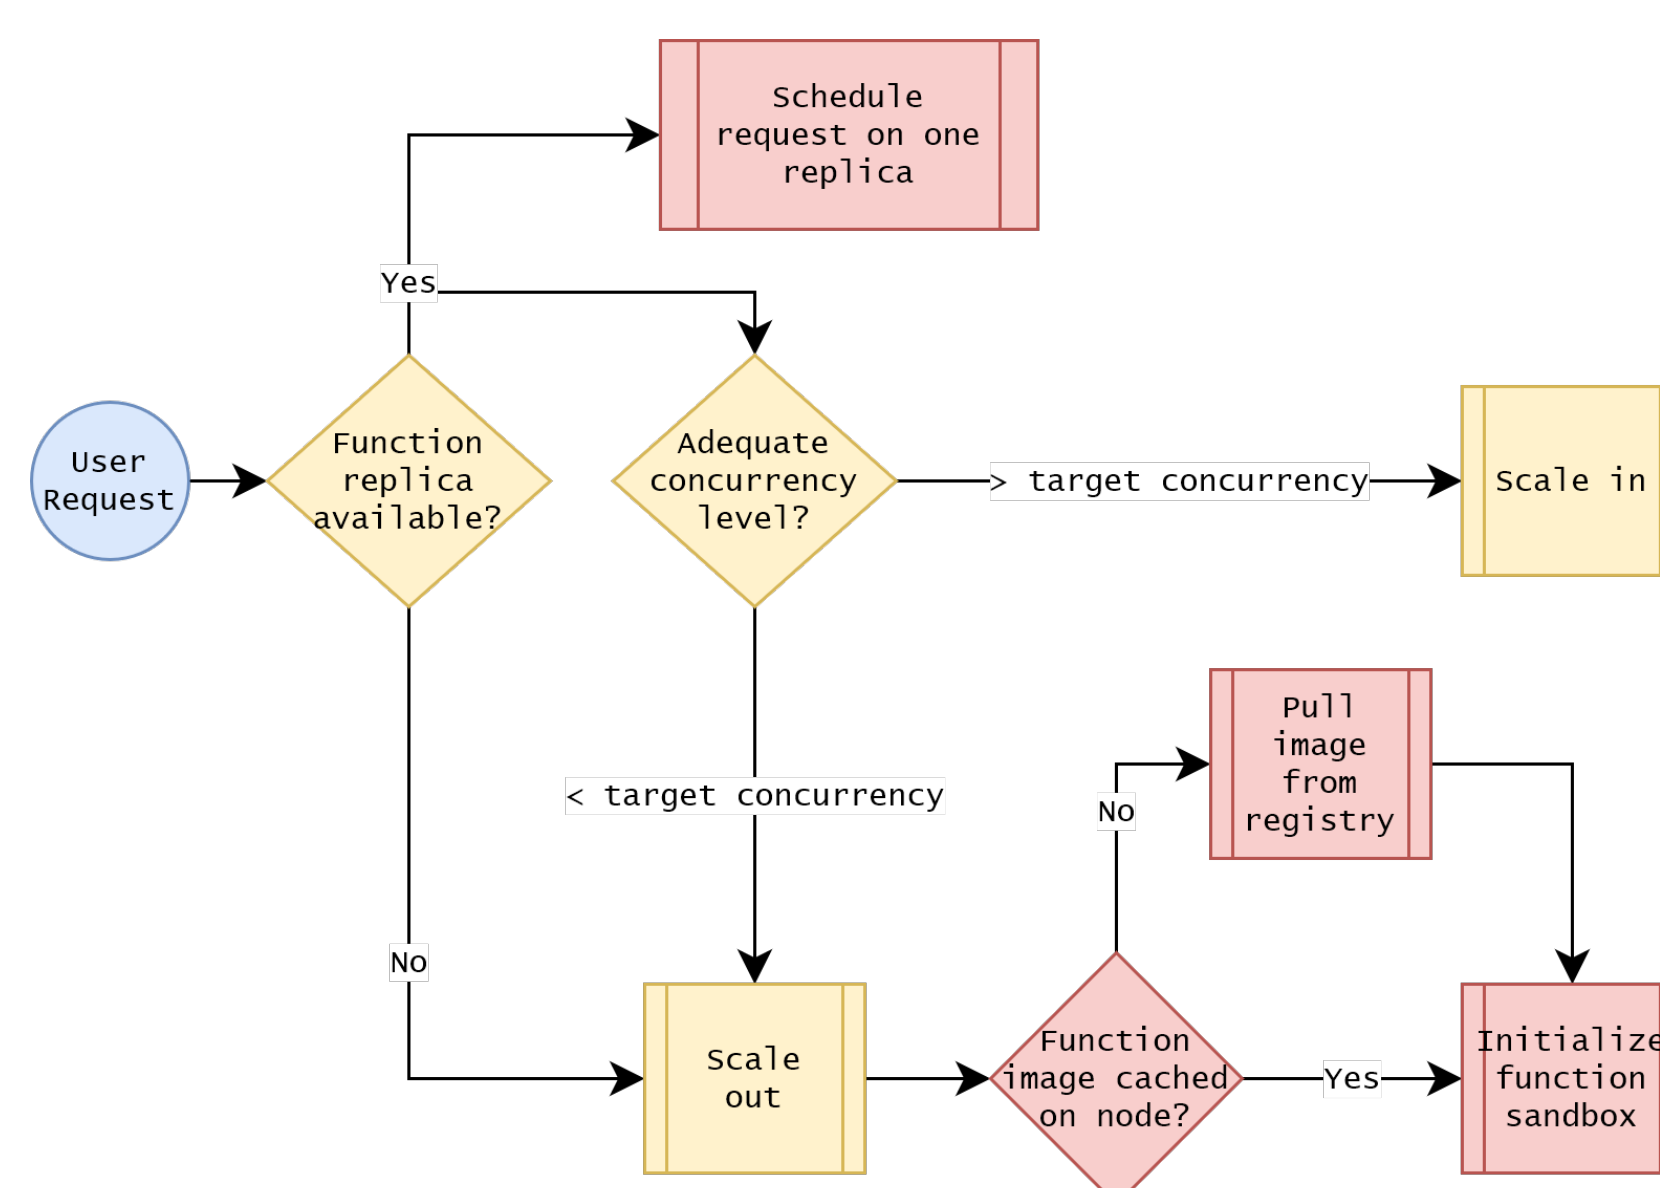 Schedule
request on one
replica
Yes
User
Request
Function
replica
available?
Adequate
concurrency
level?
> target concurrency
Scale in
Pull
image
from
registry
< target concurrency
No
No
Scale
out
Function
image cached
on node?
Yes
Initialize
function
sandbox